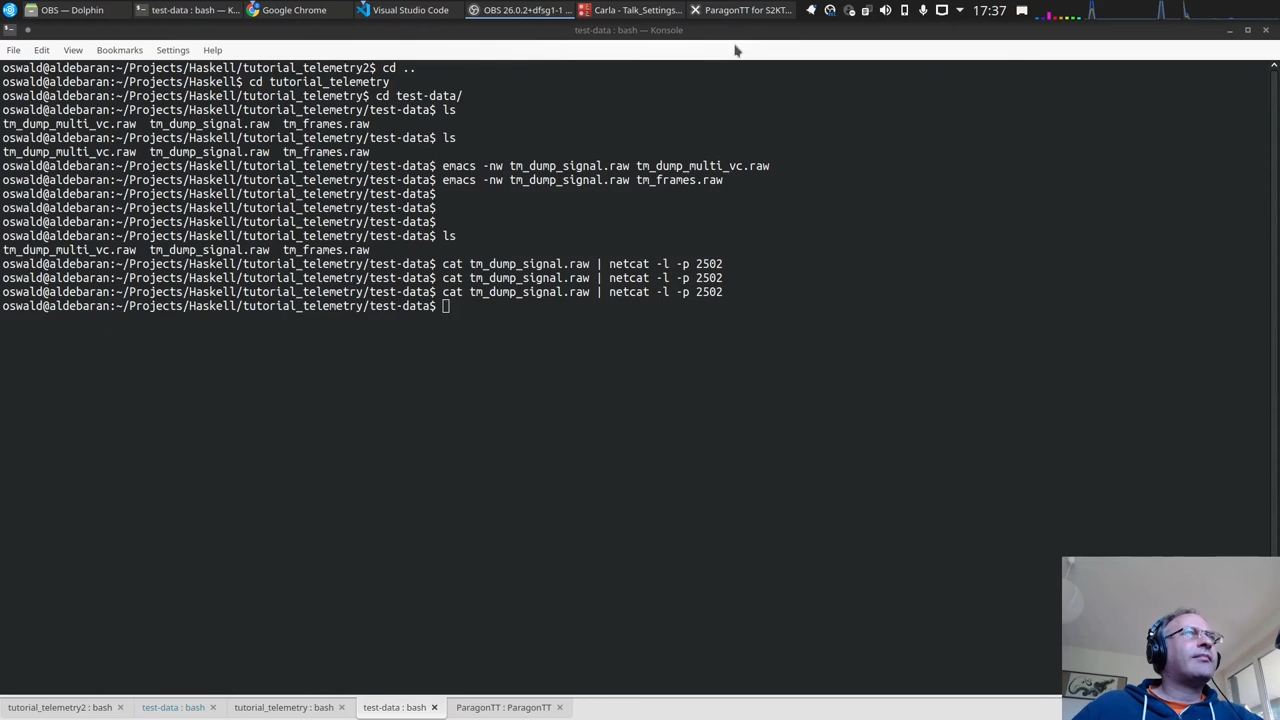 OBS — Dolphin
test-data : bash — K...
Google Chrome
Visual Studio Code
OBS 26.0.2+dfsg1-1 ...
Carla - Talk_Settings...
ParagonTT for S2KT...
17:37
test-data : bash — Konsole
File Edit View Bookmarks Settings Help
oswald@aldebaran:~/Projects/Haskell/tutorial_telemetry2$ cd ..
oswald@aldebaran:~/Projects/Haskell$ cd tutorial_telemetry
oswald@aldebaran:~/Projects/Haskell/tutorial_telemetry$ cd test-data/
oswald@aldebaran:~/Projects/Haskell/tutorial_telemetry/test-data$ ls
tm_dump_multi_vc.raw  tm_dump_signal.raw  tm_frames.raw
oswald@aldebaran:~/Projects/Haskell/tutorial_telemetry/test-data$ ls
tm_dump_multi_vc.raw  tm_dump_signal.raw  tm_frames.raw
oswald@aldebaran:~/Projects/Haskell/tutorial_telemetry/test-data$ emacs -nw tm_dump_signal.raw tm_dump_multi_vc.raw
oswald@aldebaran:~/Projects/Haskell/tutorial_telemetry/test-data$ emacs -nw tm_dump_signal.raw tm_frames.raw
oswald@aldebaran:~/Projects/Haskell/tutorial_telemetry/test-data$
oswald@aldebaran:~/Projects/Haskell/tutorial_telemetry/test-data$
oswald@aldebaran:~/Projects/Haskell/tutorial_telemetry/test-data$
oswald@aldebaran:~/Projects/Haskell/tutorial_telemetry/test-data$ ls
tm_dump_multi_vc.raw  tm_dump_signal.raw  tm_frames.raw
oswald@aldebaran:~/Projects/Haskell/tutorial_telemetry/test-data$ cat tm_dump_signal.raw | netcat -l -p 2502
oswald@aldebaran:~/Projects/Haskell/tutorial_telemetry/test-data$ cat tm_dump_signal.raw | netcat -l -p 2502
oswald@aldebaran:~/Projects/Haskell/tutorial_telemetry/test-data$ cat tm_dump_signal.raw | netcat -l -p 2502
oswald@aldebaran:~/Projects/Haskell/tutorial_telemetry/test-data$
tutorial_telemetry2 : bash
test-data : bash
tutorial_telemetry : bash
test-data : bash
ParagonTT : ParagonTT